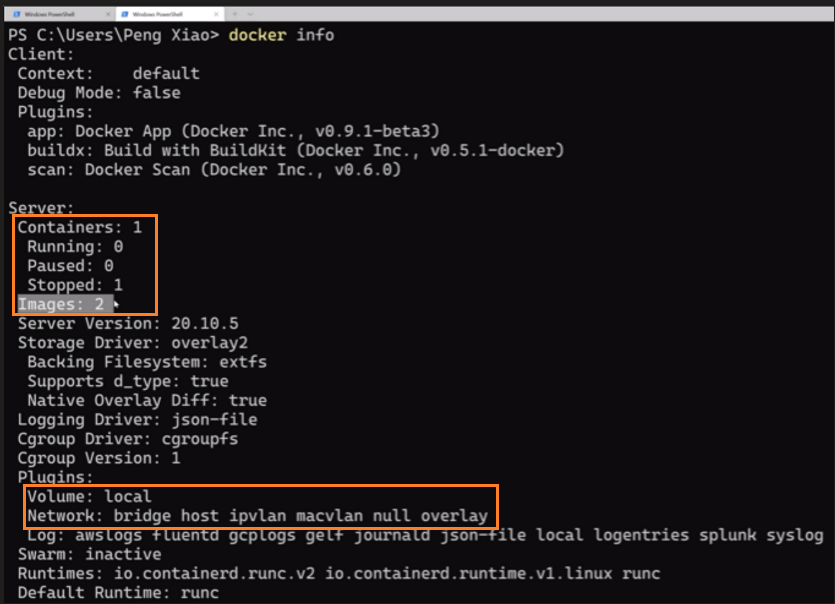 Windows PowerShell
Windows PowerShell
PS C:\Users\Peng Xiao> docker info
Client:
Context: default
Debug Mode: false
Plugins:
app: Docker App (Docker Inc., v0.9.1-beta3)
buildx: Build with BuildKit (Docker Inc., v0.5.1-docker)
scan: Docker Scan (Docker Inc., v0.6.0)
Server:
Containers: 1
Running: 0
Paused: 0
Stopped: 1
Images: 2
Server Version: 20.10.5
Storage Driver: overlay2
Backing Filesystem: extfs
Supports d_type: true
Native Overlay Diff: true
Logging Driver: json-file
Cgroup Driver: cgroupfs
Cgroup Version: 1
Plugins:
Volume: local
Network: bridge host ipvlan macvlan null overlay
Log: awslogs fluentd gcplogs gelf journald json-file local logentries splunk syslog
Swarm: inactive
Runtimes: io.containerd.runc.v2 io.containerd.runtime.v1.linux runc
Default Runtime: runc